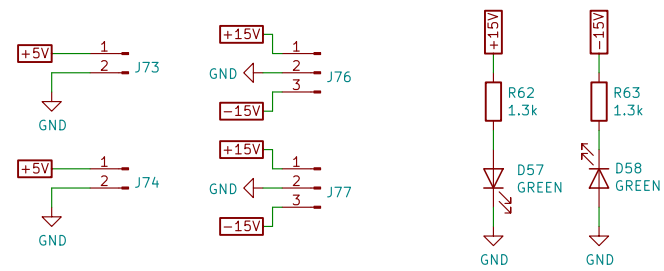 +5V 1
2 J73
GND
+15V 1
GND 2 J76
-15V 3
+5V 1
2 J74
GND
+15V 1
GND 2 J77
-15V 3
+15V
R62
1.3k
D57
GREEN
GND
-15V
R63
1.3k
D58
GREEN
GND